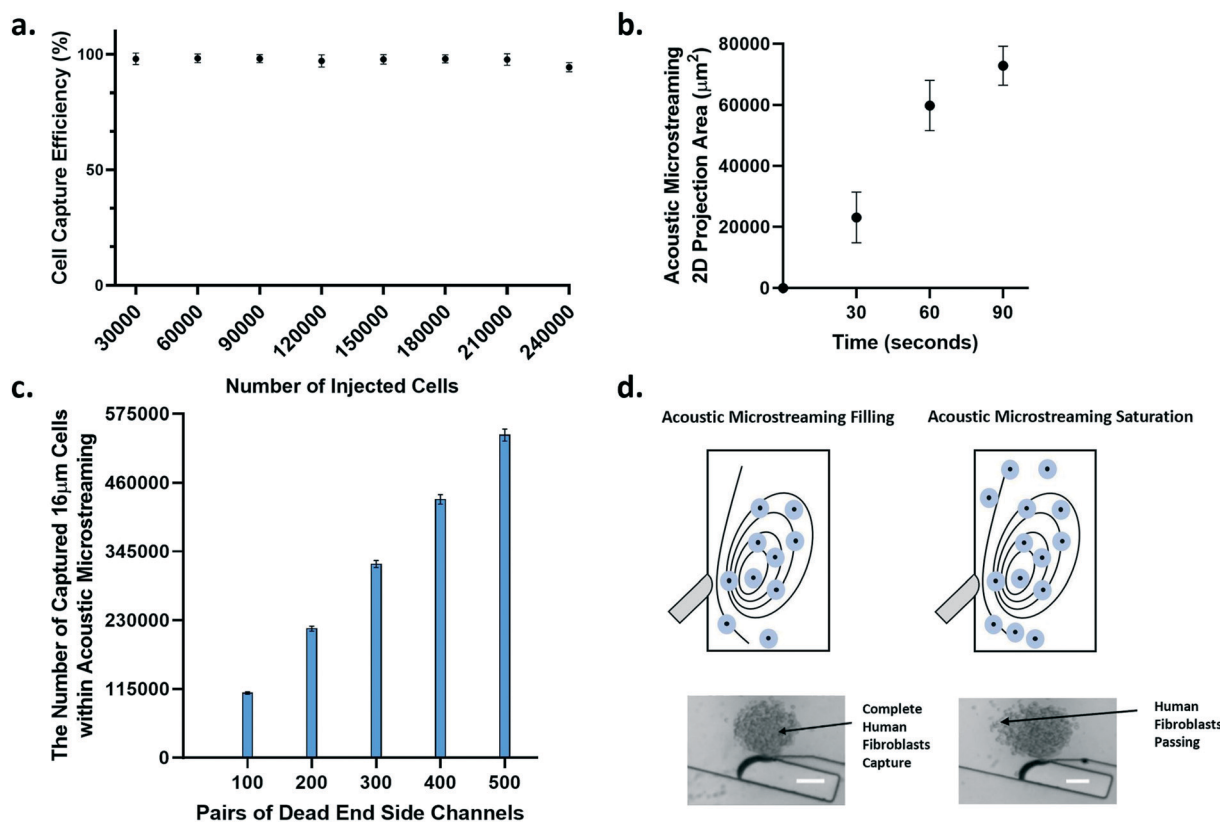 a.
Cell Capture Efficiency (%)
100
50
0
30000
60000
90000
120000
150000
180000
210000
240000
Number of Injected Cells
b.
Acoustic Microstreaming
2D Projection Area (μm²)
80000
60000
40000
20000
0
30
60
90
Time (seconds)
c.
The Number of Captured 16μm Cells
within Acoustic Microstreaming
575000
460000
345000
230000
115000
0
100
200
300
400
500
Pairs of Dead End Side Channels
d.
Acoustic Microstreaming Filling
Acoustic Microstreaming Saturation
Complete
Human
Fibroblasts
Capture
Human
Fibroblasts
Passing